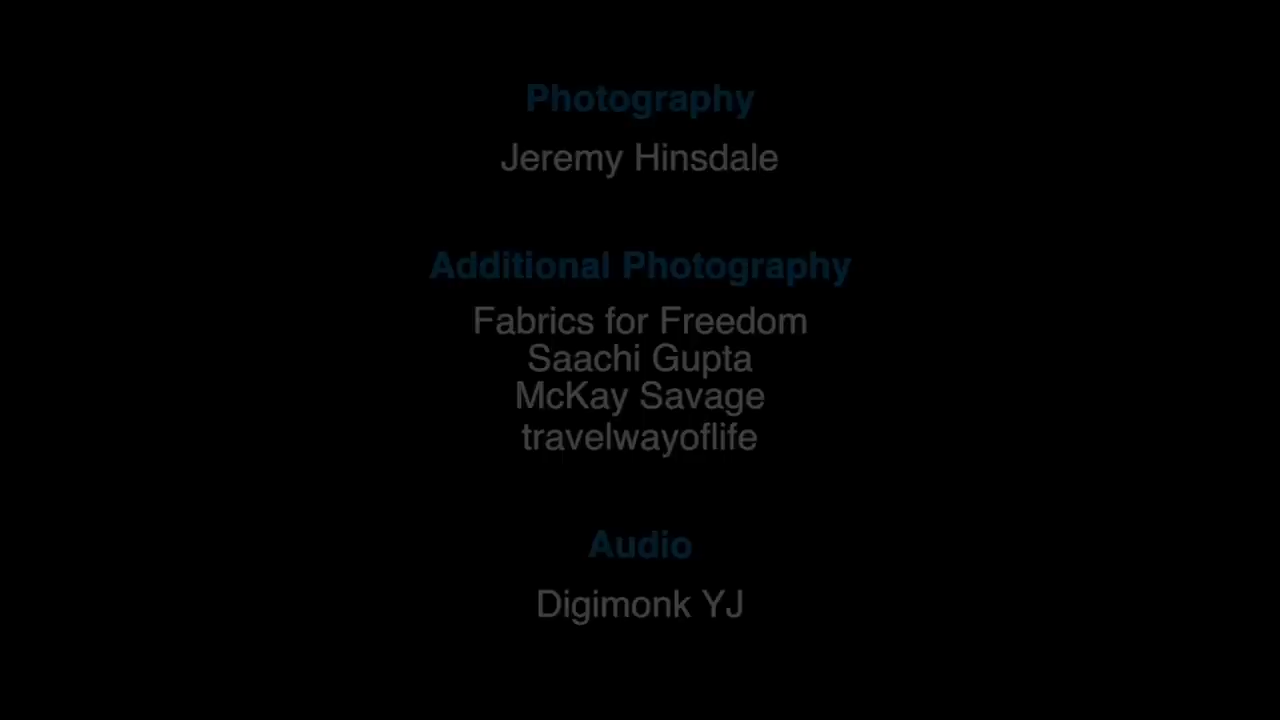 Photography
Jeremy Hinsdale
Additional Photography
Fabrics for Freedom
Saachi Gupta
McKay Savage
travelwayoflife
Audio
Digimonk YJ